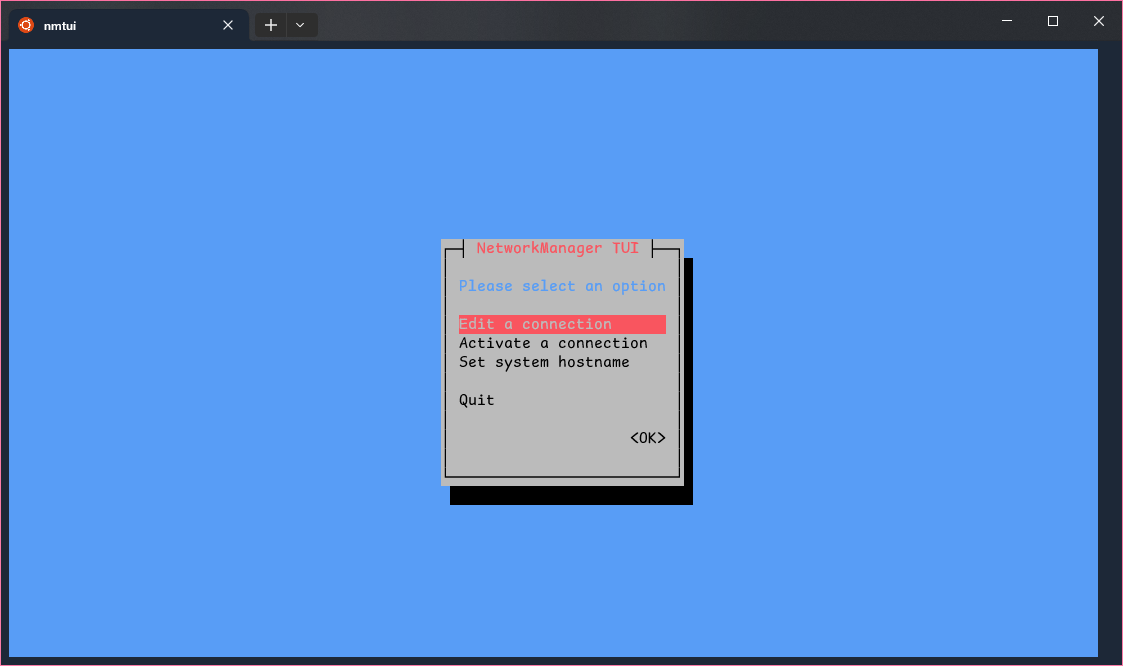 nmtui
NetworkManager TUI
Please select an option
Edit a connection
Activate a connection
Set system hostname
Quit
<OK>